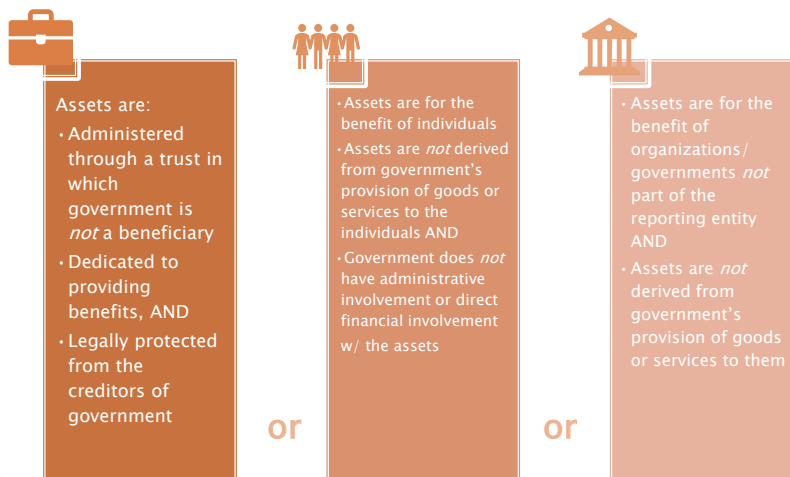 Assets are:
• Administered
through a trust in
which
government is
not a beneficiary
• Dedicated to
providing
benefits, AND
• Legally protected
from the
creditors of
government
or
• Assets are for the
benefit of individuals
• Assets are not derived
from government's
provision of goods or
services to the
individuals AND
• Government does not
have administrative
involvement or direct
financial involvement
w/ the assets
or
• Assets are for the
benefit of
organizations/
governments not
part of the
reporting entity
AND
• Assets are not
derived from
government's
provision of goods
or services to them